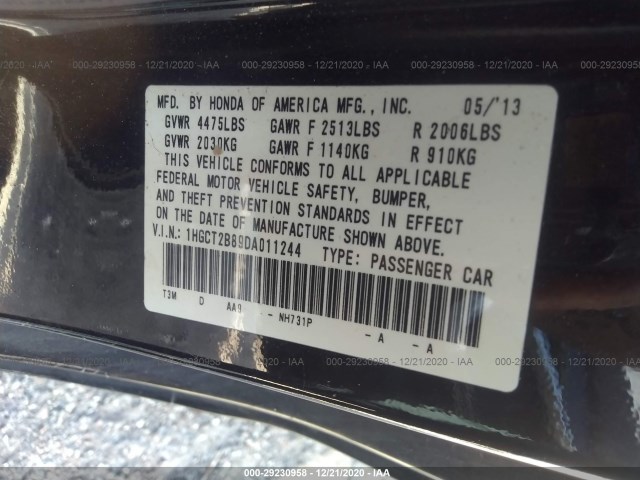 000-29230958 - 12/21/2020 - IAAI
MFD. BY HONDA OF AMERICA MFG., INC. 05/'13
GVWR 4475LBS GAWR F 2513LBS R 2006LBS
GVWR 2030KG GAWR F 1140KG R 910KG
THIS VEHICLE CONFORMS TO ALL APPLICABLE
FEDERAL MOTOR VEHICLE SAFETY, BUMPER,
AND THEFT PREVENTION STANDARDS IN EFFECT
ON THE DATE OF MANUFACTURE SHOWN ABOVE.
V.I.N.: 1HGCT2B89DA011244 TYPE: PASSENGER CAR
T3M D AA9 - NH731P - A - A
000-29230958 - 12/21/2020 - IAAI